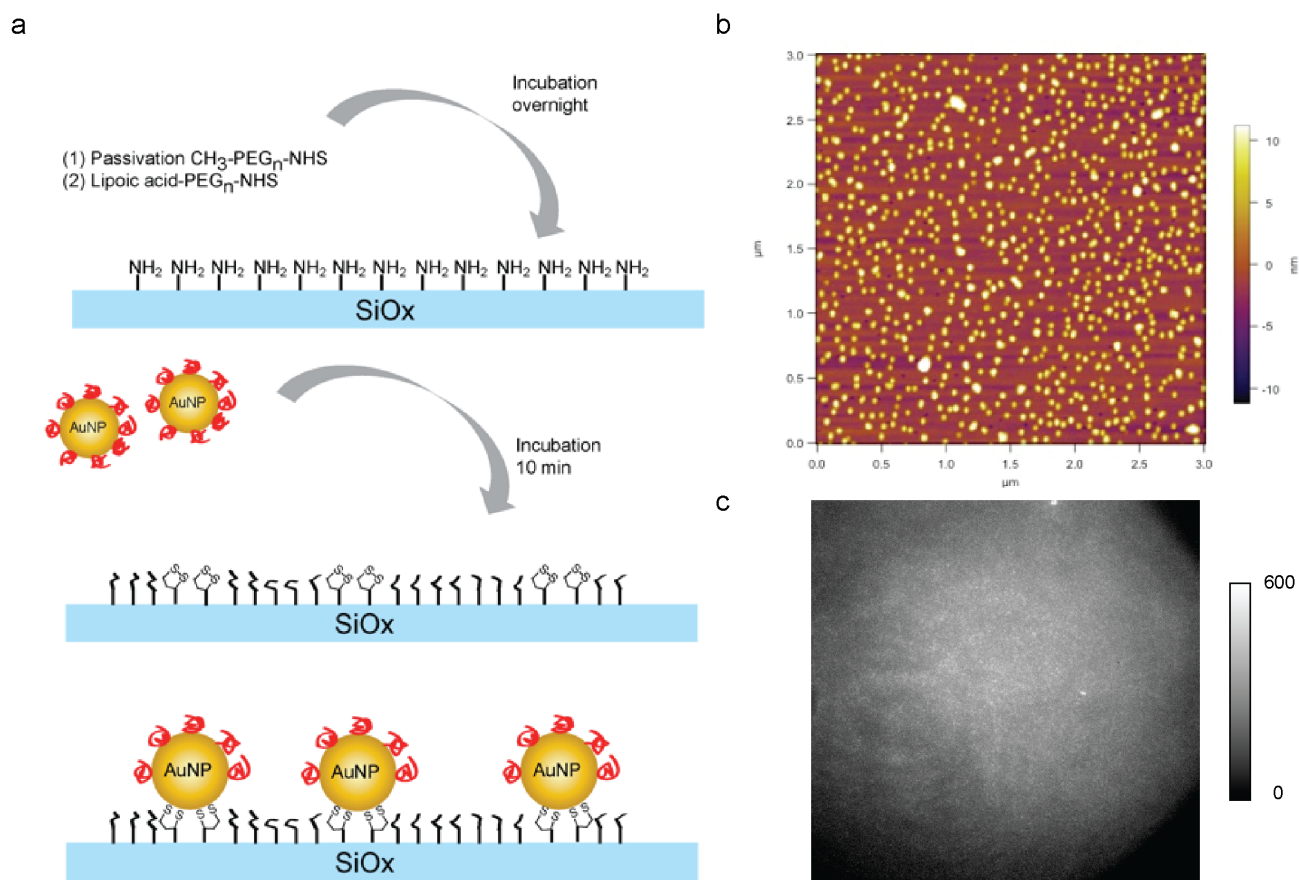 a
Incubation
overnight
(1) Passivation CH3-PEGn-NHS
(2) Lipoic acid-PEGn-NHS
NH2 NH2 NH2 NH2 NH2 NH2 NH2 NH2 NH2 NH2 NH2 NH2 NH2
SiOx
AuNP AuNP
Incubation
10 min
S S S S S S S S S S S S
SiOx
AuNP AuNP AuNP
S S S S S S S S S S S S
SiOx
b
3.0
2.5
2.0
1.5
1.0
0.5
0.0
µm
0.0 0.5 1.0 1.5 2.0 2.5 3.0
µm
10
5
0
-5
-10
nm
c
600
0